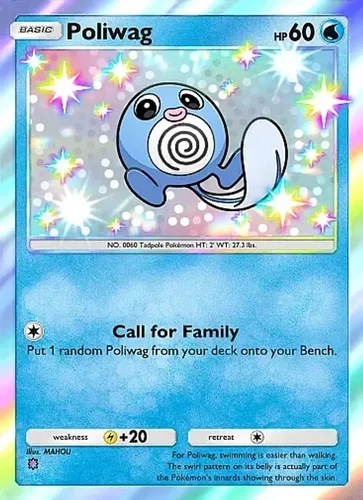 BASIC Poliwag HP 60
NO. 0060 Tadpole Pokémon HT: 2' WT: 27.3 lbs.
Call for Family
Put 1 random Poliwag from your deck onto your Bench.
weakness +20 retreat
Illus. MAHOU
For Poliwag, swimming is easier than walking.
The swirl pattern on its belly is actually part of the
Pokémon's innards showing through the skin.